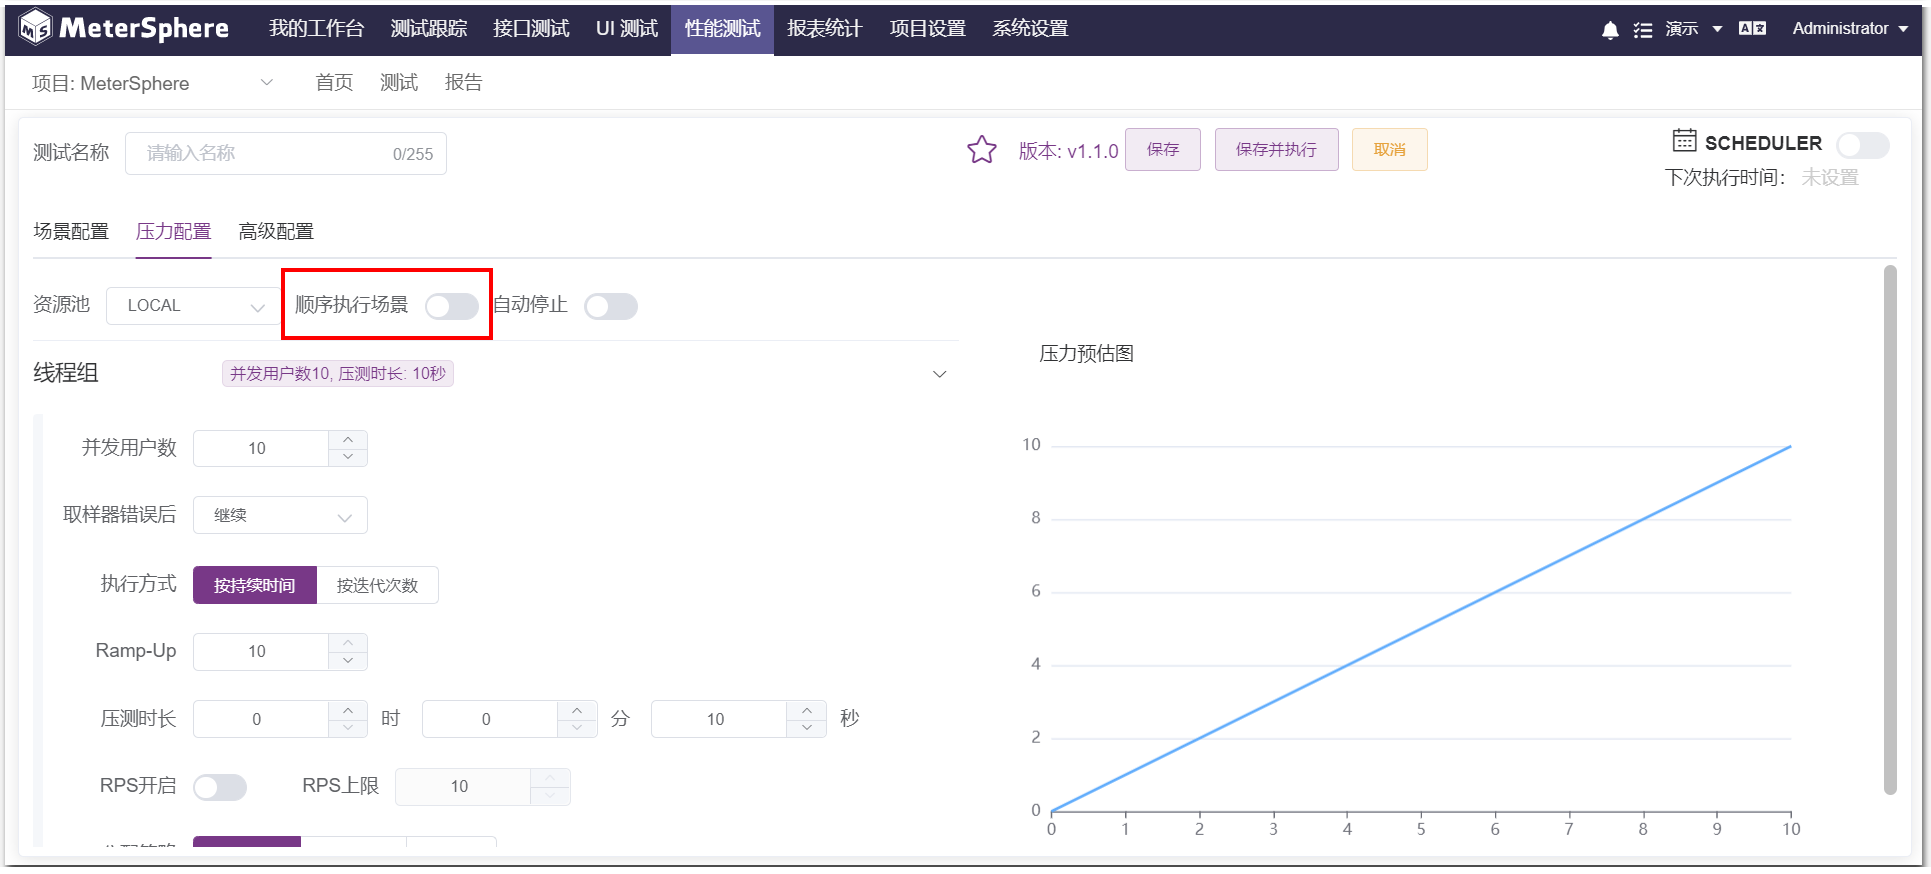 MeterSphere 我的工作台 测试跟踪 接口测试 UI 测试 性能测试 报表统计 项目设置 系统设置 演示 Administrator
项目: MeterSphere 首页 测试 报告
测试名称 请输入名称 0/255 版本: v1.1.0 保存 保存并执行 取消 SCHEDULER
下次执行时间： 未设置
场景配置 压力配置 高级配置
资源池 LOCAL 顺序执行场景 自动停止
线程组 并发用户数10, 压测时长: 10秒
压力预估图
并发用户数 10
取样器错误后 继续
执行方式 按持续时间 按迭代次数
Ramp-Up 10
压测时长 0 时 0 分 10 秒
RPS开启 RPS上限 10
10
8
6
4
2
0
0 1 2 3 4 5 6 7 8 9 10